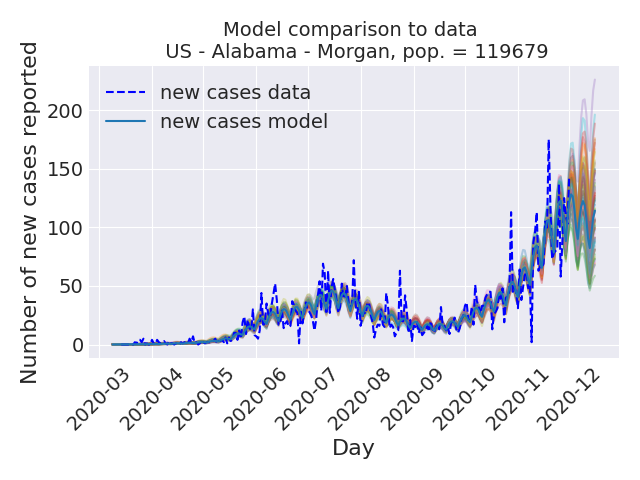 Model comparison to data
US - Alabama - Morgan, pop. = 119679
Number of new cases reported
200
150
100
50
0
new cases data
new cases model
2020-03
2020-04
2020-05
2020-06
2020-07
2020-08
2020-09
2020-10
2020-11
2020-12
Day